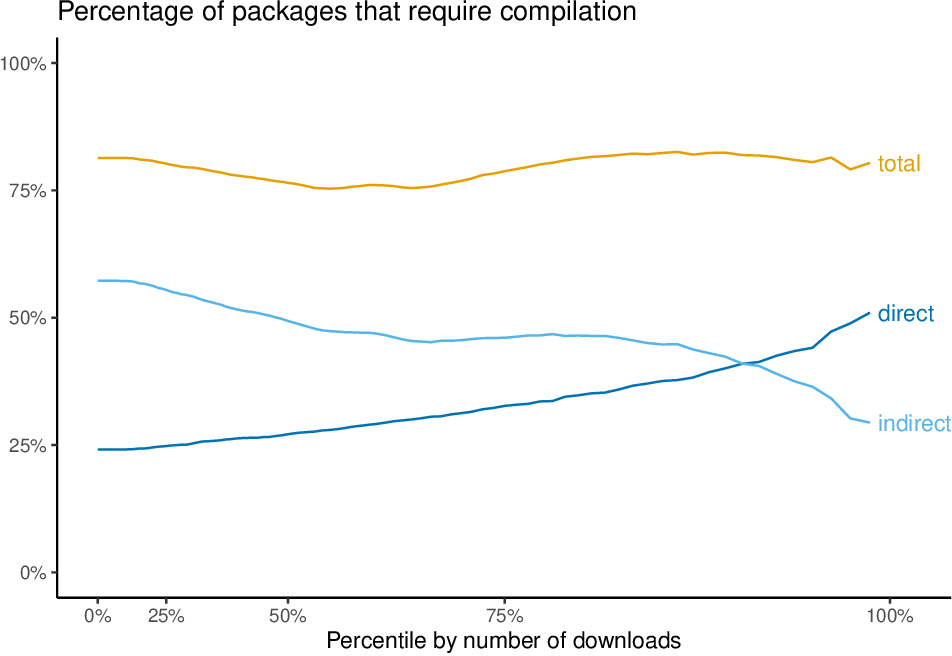 Percentage of packages that require compilation
100%
75%
50%
25%
0%
total
direct
indirect
0% 25% 50% 75% 100%
Percentile by number of downloads